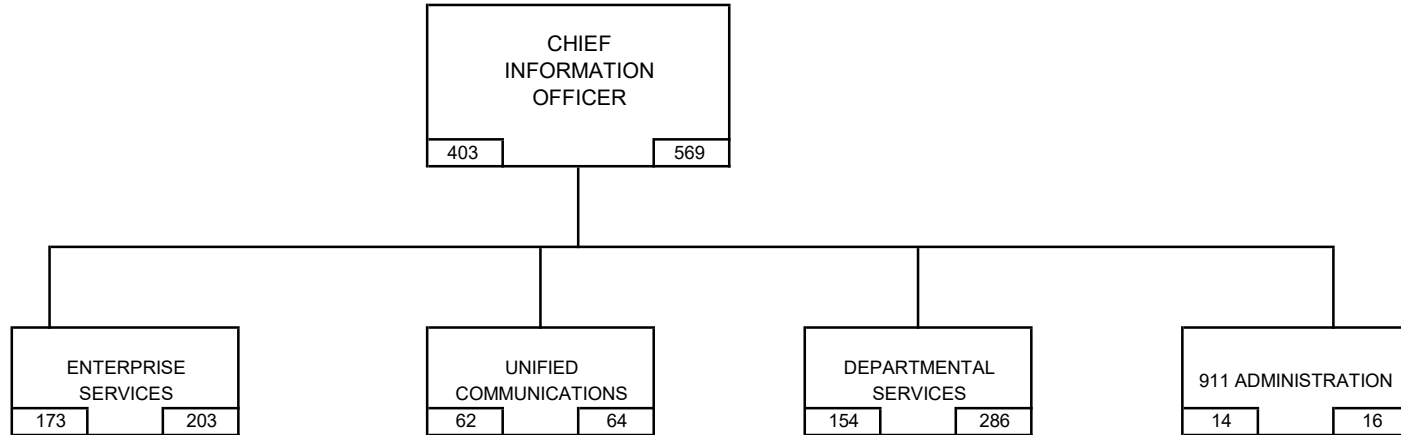 CHIEF
INFORMATION
OFFICER
403 569
ENTERPRISE
SERVICES
173 203
UNIFIED
COMMUNICATIONS
62 64
DEPARTMENTAL
SERVICES
154 286
911 ADMINISTRATION
14 16